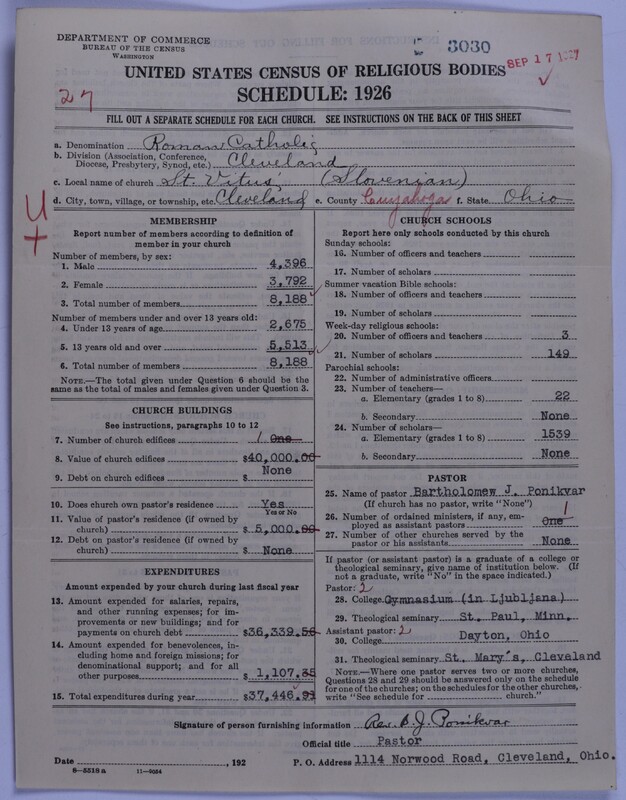 DEPARTMENT OF COMMERCE
BUREAU OF THE CENSUS
WASHINGTON
3030
SEP 17 1927
UNITED STATES CENSUS OF RELIGIOUS BODIES
27
SCHEDULE: 1926
FILL OUT A SEPARATE SCHEDULE FOR EACH CHURCH. SEE INSTRUCTIONS ON THE BACK OF THIS SHEET
a. Denomination Roman Catholic
b. Division (Association, Conference,
Diocese, Presbytery, Synod, etc.) Cleveland
c. Local name of church St. Vitus, (Slovenian)
d. City, town, village, or township, etc. Cleveland e. County Cuyahoga f. State Ohio
MEMBERSHIP
Report number of members according to definition of
member in your church
Number of members, by sex:
1. Male 4,396
2. Female 3,792
3. Total number of members 8,188
Number of members under and over 13 years old:
4. Under 13 years of age 2,675
5. 13 years old and over 5,513
6. Total number of members 8,188
NOTE.—The total given under Question 6 should be the
same as the total of males and females given under Question 3.
CHURCH BUILDINGS
See instructions, paragraphs 10 to 12
7. Number of church edifices 1 One
8. Value of church edifices $40,000.00
9. Debt on church edifices $ None
10. Does church own pastor's residence Yes
Yes or No
11. Value of pastor's residence (if owned by
church) $ 5,000.00
12. Debt on pastor's residence (if owned by
church) $ None
EXPENDITURES
Amount expended by your church during last fiscal year
13. Amount expended for salaries, repairs,
and other running expenses; for im-
provements or new buildings; and for
payments on church debt $36,339.56
14. Amount expended for benevolences, in-
cluding home and foreign missions; for
denominational support; and for all
other purposes $ 1,107.35
15. Total expenditures during year $37,446.91
CHURCH SCHOOLS
Report here only schools conducted by this church
Sunday schools:
16. Number of officers and teachers
17. Number of scholars
Summer vacation Bible schools:
18. Number of officers and teachers
19. Number of scholars
Week-day religious schools:
20. Number of officers and teachers 3
21. Number of scholars 149
Parochial schools:
22. Number of administrative officers
23. Number of teachers—
a. Elementary (grades 1 to 8) 22
b. Secondary None
24. Number of scholars—
a. Elementary (grades 1 to 8) 1539
b. Secondary None
PASTOR
25. Name of pastor Bartholomew J. Ponikvar
(If church has no pastor, write "None")
26. Number of ordained ministers, if any, em-
ployed as assistant pastors 1 One
27. Number of other churches served by the
pastor or his assistants None
If pastor (or assistant pastor) is a graduate of a college or
theological seminary, give name of institution below. (If
not a graduate, write "No" in the space indicated.)
Pastor: 2
28. College Gymnasium (in Ljubljana)
29. Theological seminary St. Paul, Minn.
Assistant pastor: 2
30. College Dayton, Ohio
31. Theological seminary St. Mary's, Cleveland
NOTE.—Where one pastor serves two or more churches,
Questions 28 and 29 should be answered only on the schedule
for one of the churches; on the schedules for the other churches,
write "See schedule for church."
Signature of person furnishing information Rev. B. J. Ponikvar
Official title Pastor
Date , 192 P. O. Address 1114 Norwood Road, Cleveland, Ohio.
8—5518 a 11—9034